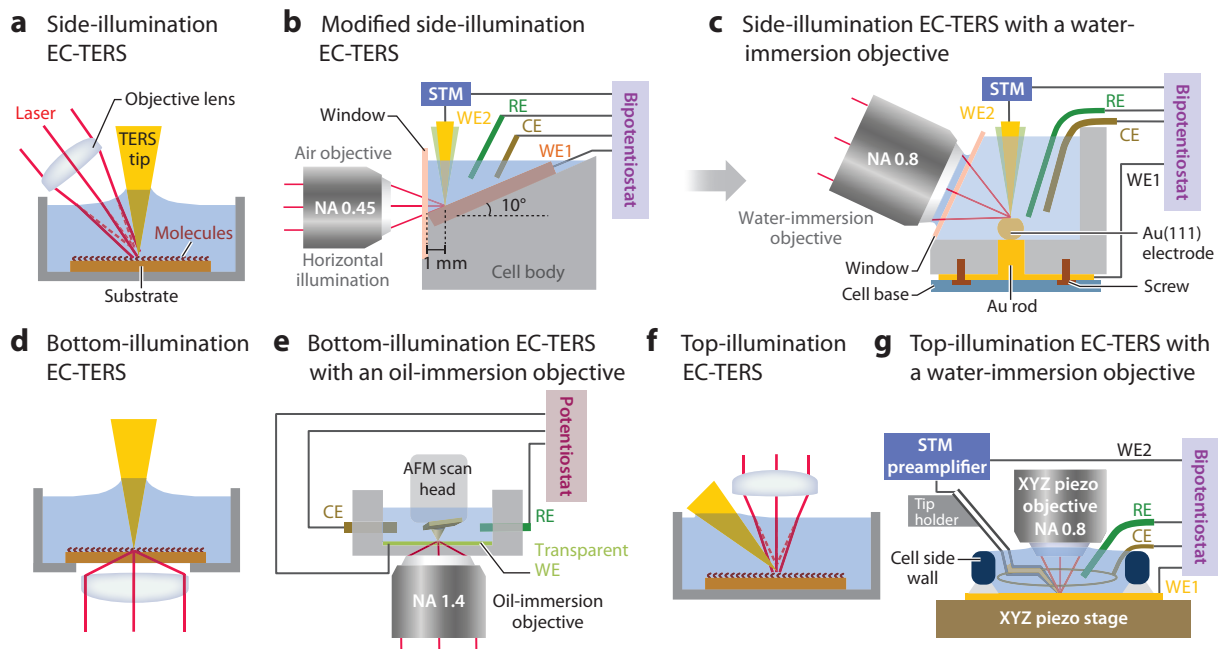 a Side-illumination
EC-TERS
Objective lens
Laser
TERS
tip
Molecules
Substrate
b Modified side-illumination
EC-TERS
STM
Window
WE2
RE
CE
WE1
Air objective
NA 0.45
Horizontal
illumination
10°
1 mm
Cell body
Bipotentiostat
c Side-illumination EC-TERS with a water-
immersion objective
STM
WE2
RE
CE
NA 0.8
WE1
Water-immersion
objective
Au(111)
electrode
Window
Cell base
Screw
Au rod
Bipotentiostat
d Bottom-illumination
EC-TERS
e Bottom-illumination EC-TERS
with an oil-immersion objective
Potentiostat
AFM scan
head
CE
RE
Transparent
WE
NA 1.4
Oil-immersion
objective
f Top-illumination
EC-TERS
g Top-illumination EC-TERS with
a water-immersion objective
STM
preamplifier
WE2
Tip
holder
XYZ piezo
objective
NA 0.8
RE
CE
Cell side
wall
WE1
XYZ piezo stage
Bipotentiostat